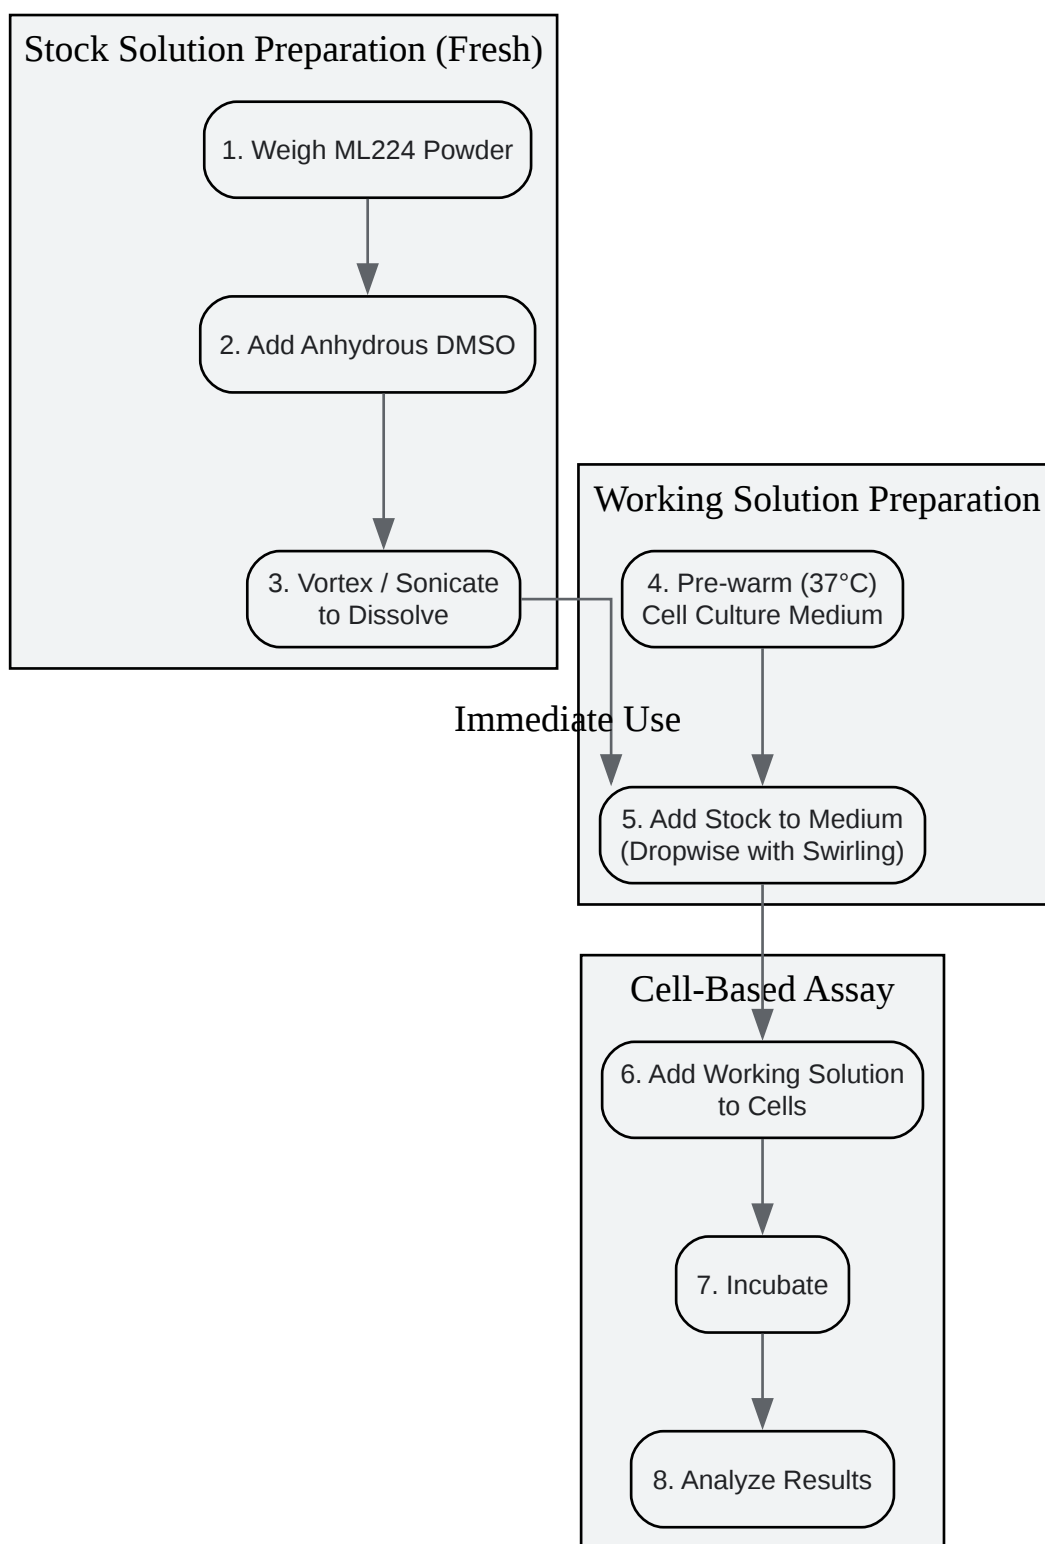 Stock Solution Preparation (Fresh)
1. Weigh ML224 Powder
2. Add Anhydrous DMSO
3. Vortex / Sonicate
to Dissolve
Immediate Use
Working Solution Preparation
4. Pre-warm (37°C)
Cell Culture Medium
5. Add Stock to Medium
(Dropwise with Swirling)
Cell-Based Assay
6. Add Working Solution
to Cells
7. Incubate
8. Analyze Results